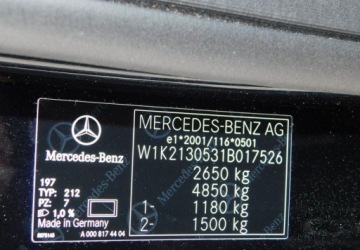 MERCEDES-BENZ AG
e1*2001/116*0501
W1K2130531B017526
2650 kg
4850 kg
1- 1180 kg
2- 1500 kg
Mercedes-Benz
197
TYP: 212
PZ: 7
1,0 %
Made in Germany
A 000 817 44 04